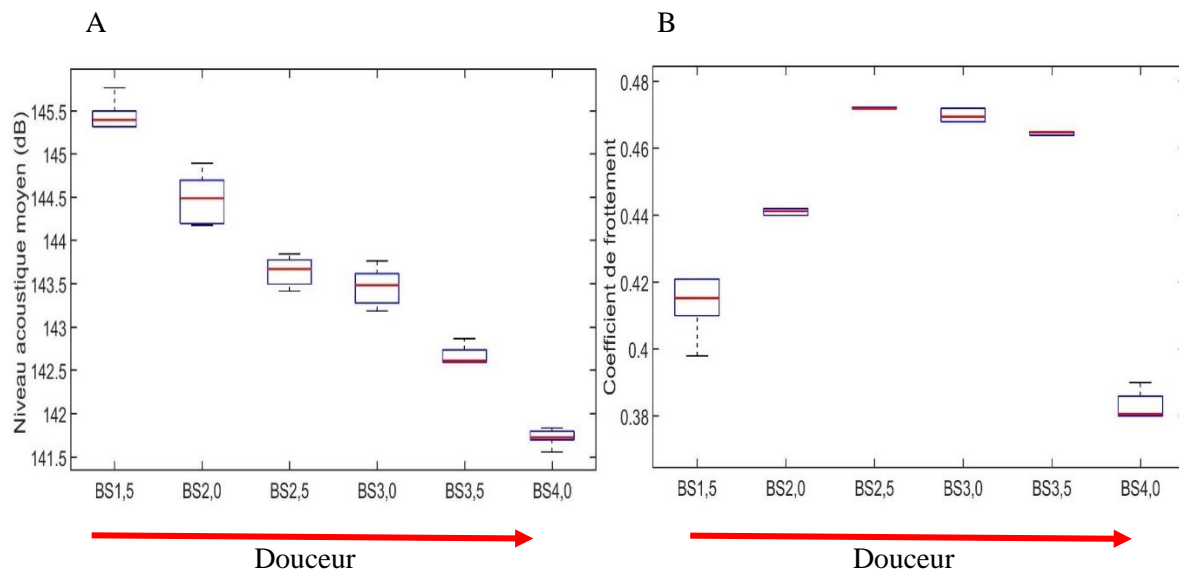 A
Niveau acoustique moyen (dB)
145.5
145
144.5
144
143.5
143
142.5
142
141.5
BS1,5 BS2,0 BS2,5 BS3,0 BS3,5 BS4,0
Douceur
B
Coefficient de frottement
0.48
0.46
0.44
0.42
0.4
0.38
BS1,5 BS2,0 BS2,5 BS3,0 BS3,5 BS4,0
Douceur